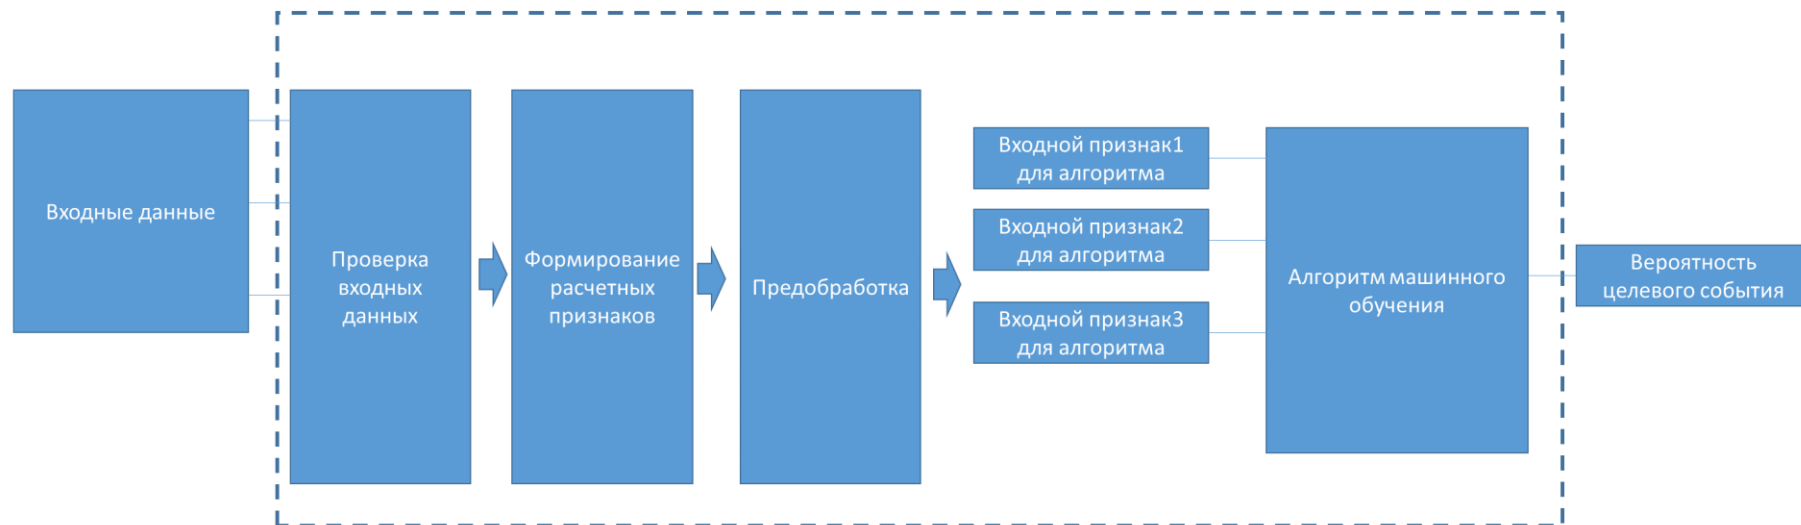 Входные данные
Проверка
входных
данных
Формирование
расчетных
признаков
Предобработка
Входной признак1
для алгоритма
Входной признак2
для алгоритма
Входной признак3
для алгоритма
Алгоритм машинного
обучения
Вероятность
целевого события